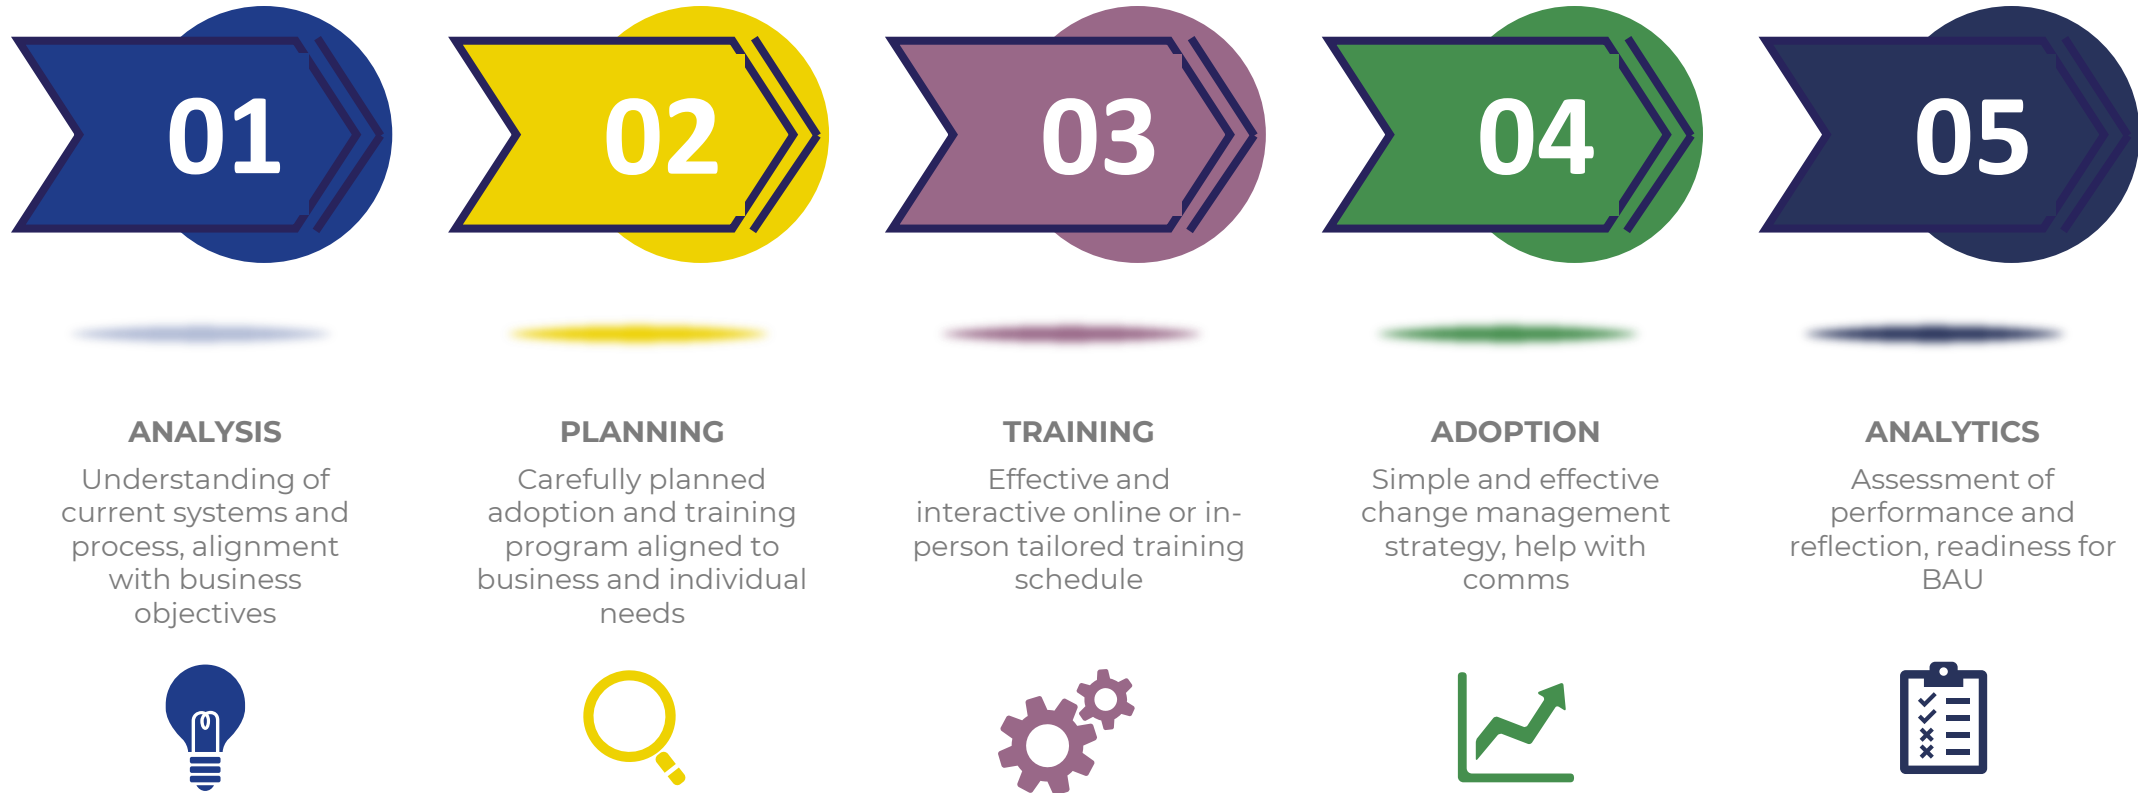 01
02
03
04
05
ANALYSIS
Understanding of
current systems and
process, alignment
with business
objectives
PLANNING
Carefully planned
adoption and training
program aligned to
business and individual
needs
TRAINING
Effective and
interactive online or in-
person tailored training
schedule
ADOPTION
Simple and effective
change management
strategy, help with
comms
ANALYTICS
Assessment of
performance and
reflection, readiness for
BAU